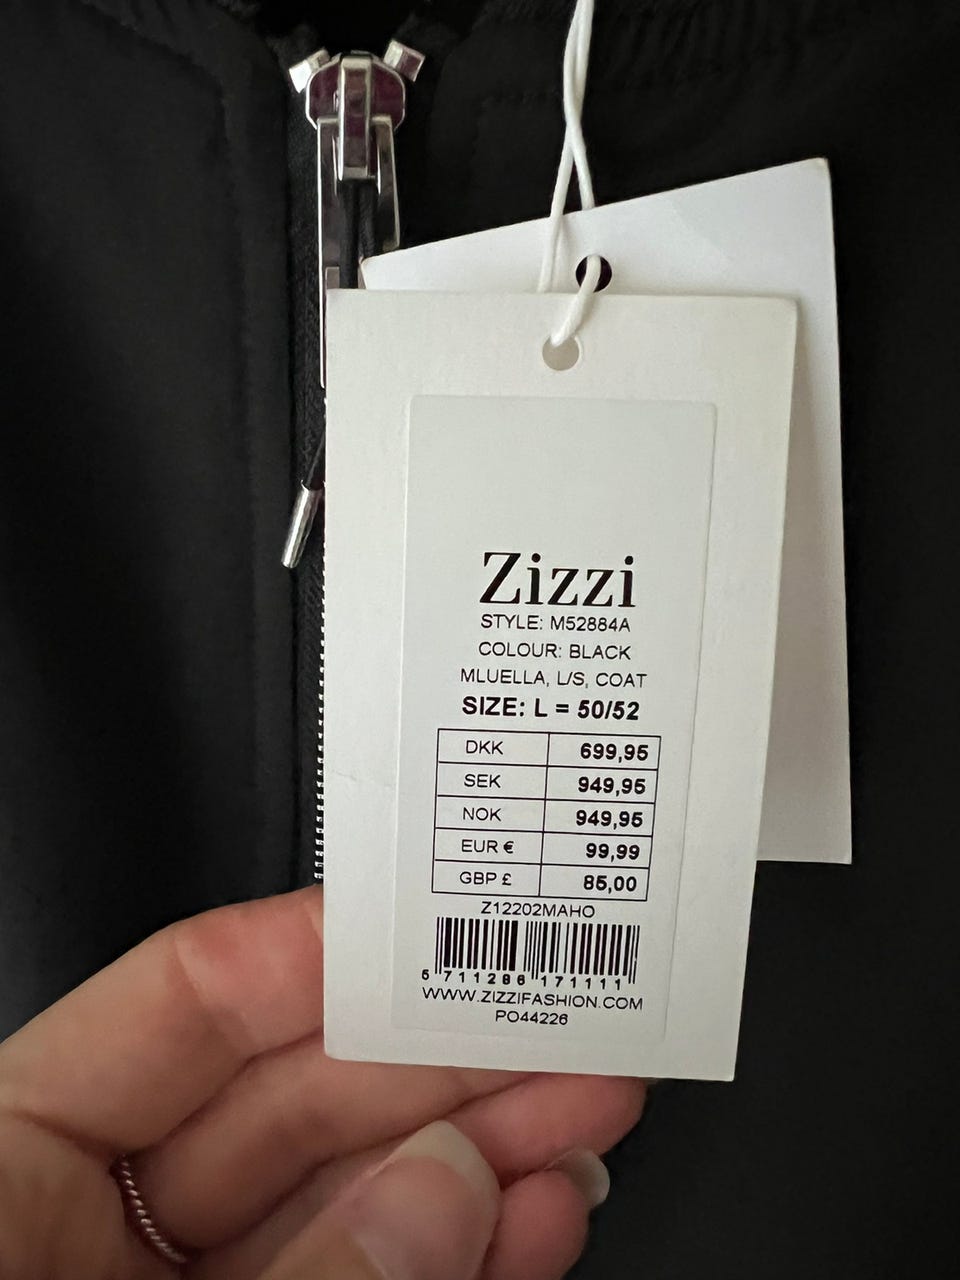 Zizzi
STYLE: M52884A
COLOUR: BLACK
MLUELLA, L/S, COAT
SIZE: L = 50/52
DKK 699,95
SEK 949,95
NOK 949,95
EUR € 99,99
GBP £ 85,00
Z12202MAHO
5 711286 171111
WWW.ZIZZIFASHION.COM
PO44226